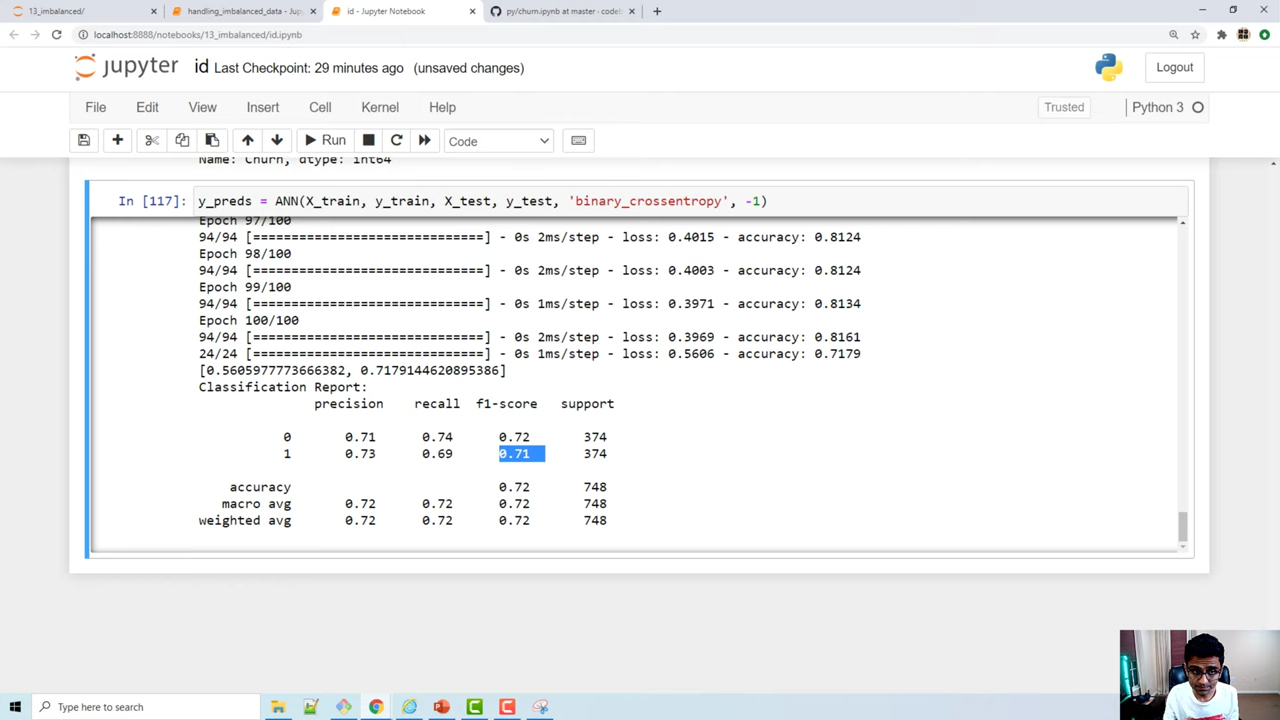 13_imbalanced/
handling_imbalanced_data - Jup
id - Jupyter Notebook
py/churn.ipynb at master · codeb
localhost:8888/notebooks/13_imbalanced/id.ipynb
jupyter id Last Checkpoint: 29 minutes ago (unsaved changes)
Logout
File Edit View Insert Cell Kernel Help
Trusted
Python 3
Run
Code
Name: Churn, dtype: int64
In [117]: y_preds = ANN(X_train, y_train, X_test, y_test, 'binary_crossentropy', -1)
Epoch 97/100
94/94 [==============================] - 0s 2ms/step - loss: 0.4015 - accuracy: 0.8124
Epoch 98/100
94/94 [==============================] - 0s 2ms/step - loss: 0.4003 - accuracy: 0.8124
Epoch 99/100
94/94 [==============================] - 0s 1ms/step - loss: 0.3971 - accuracy: 0.8134
Epoch 100/100
94/94 [==============================] - 0s 2ms/step - loss: 0.3969 - accuracy: 0.8161
24/24 [==============================] - 0s 1ms/step - loss: 0.5606 - accuracy: 0.7179
[0.5605977773666382, 0.7179144620895386]
Classification Report:
precision recall f1-score support
0 0.71 0.74 0.72 374
1 0.73 0.69 0.71 374
accuracy 0.72 748
macro avg 0.72 0.72 0.72 748
weighted avg 0.72 0.72 0.72 748
Type here to search